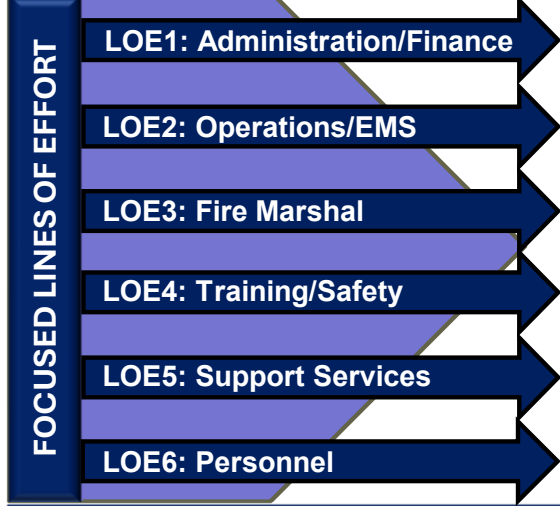 FOCUSED LINES OF EFFORT
LOE1: Administration/Finance
LOE2: Operations/EMS
LOE3: Fire Marshal
LOE4: Training/Safety
LOE5: Support Services
LOE6: Personnel